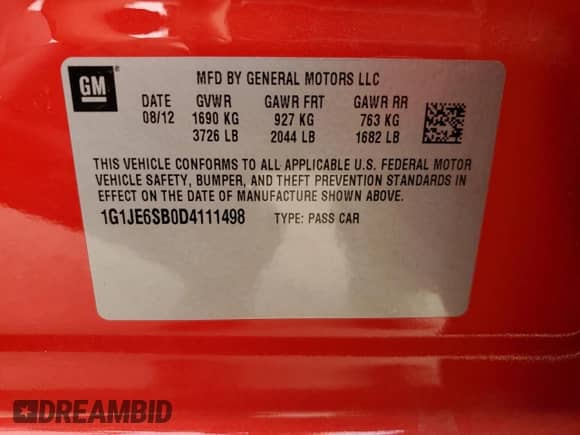 GM
MFD BY GENERAL MOTORS LLC
DATE GVWR GAWR FRT GAWR RR
08/12 1690 KG 927 KG 763 KG
3726 LB 2044 LB 1682 LB
THIS VEHICLE CONFORMS TO ALL APPLICABLE U.S. FEDERAL MOTOR
VEHICLE SAFETY, BUMPER, AND THEFT PREVENTION STANDARDS IN
EFFECT ON THE DATE OF MANUFACTURE SHOWN ABOVE.
1G1JE6SB0D4111498 TYPE: PASS CAR
DREAMBID